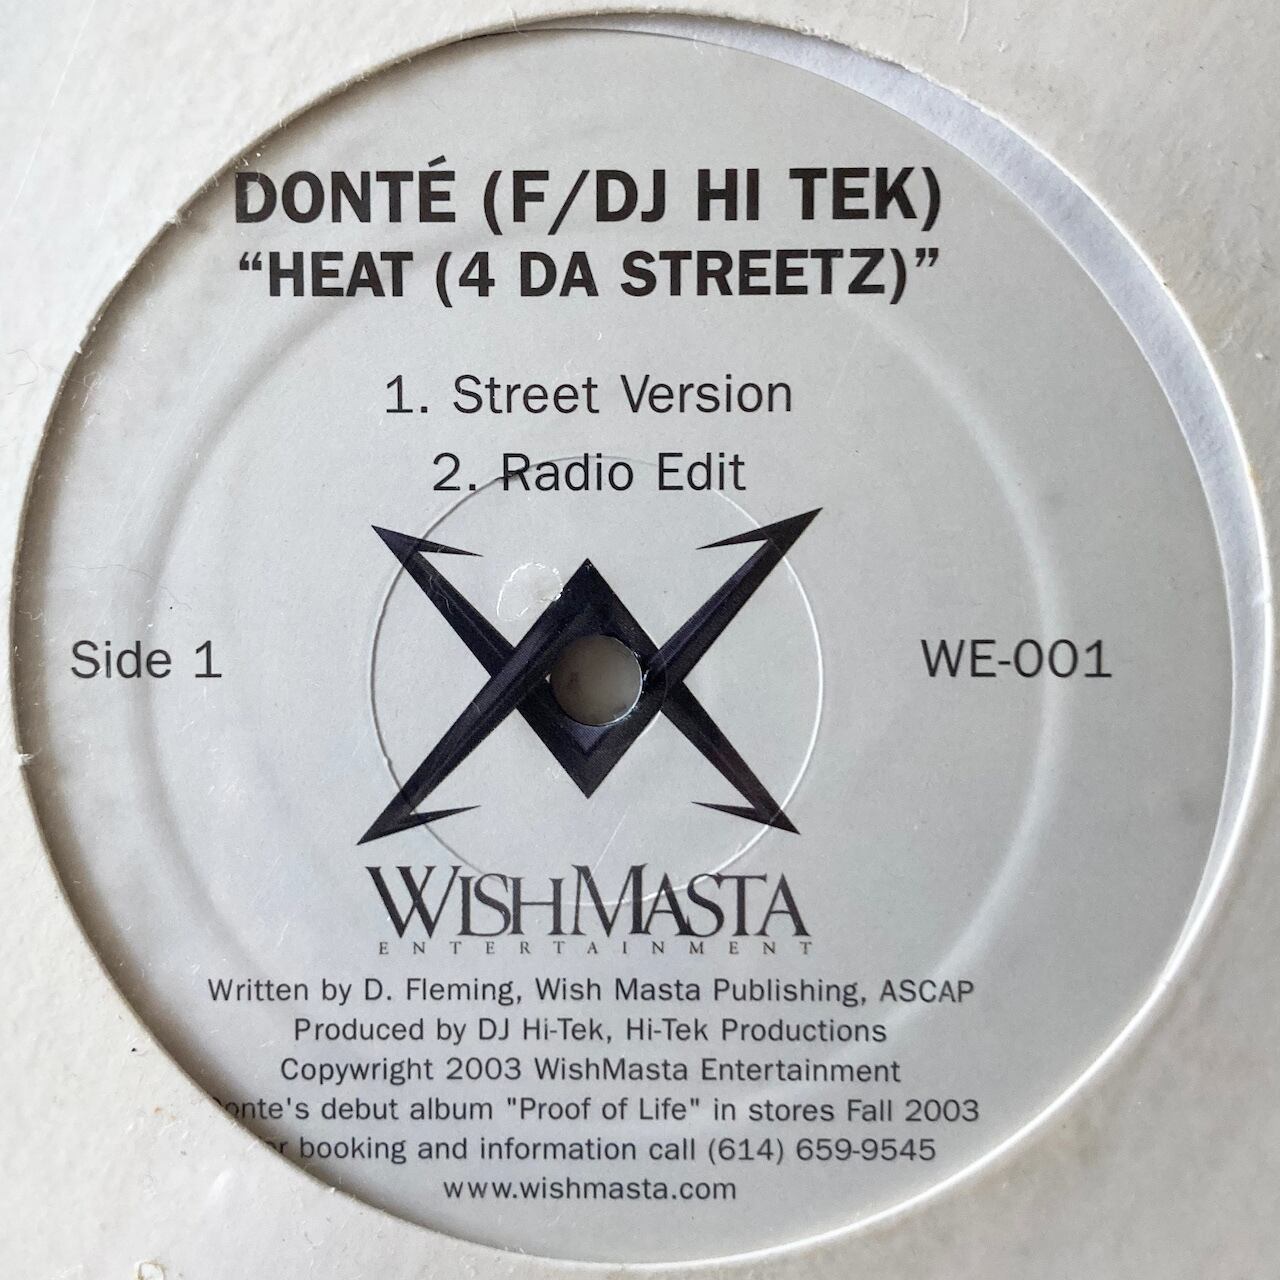 DONTÉ (F/DJ HI TEK)
“HEAT (4 DA STREETZ)”
1. Street Version
2. Radio Edit
Side 1
WE-001
WISHMASTA
ENTERTAINMENT
Written by D. Fleming, Wish Masta Publishing, ASCAP
Produced by DJ Hi-Tek, Hi-Tek Productions
Copywright 2003 WishMasta Entertainment
Donte's debut album "Proof of Life" in stores Fall 2003
booking and information call (614) 659-9545
www.wishmasta.com